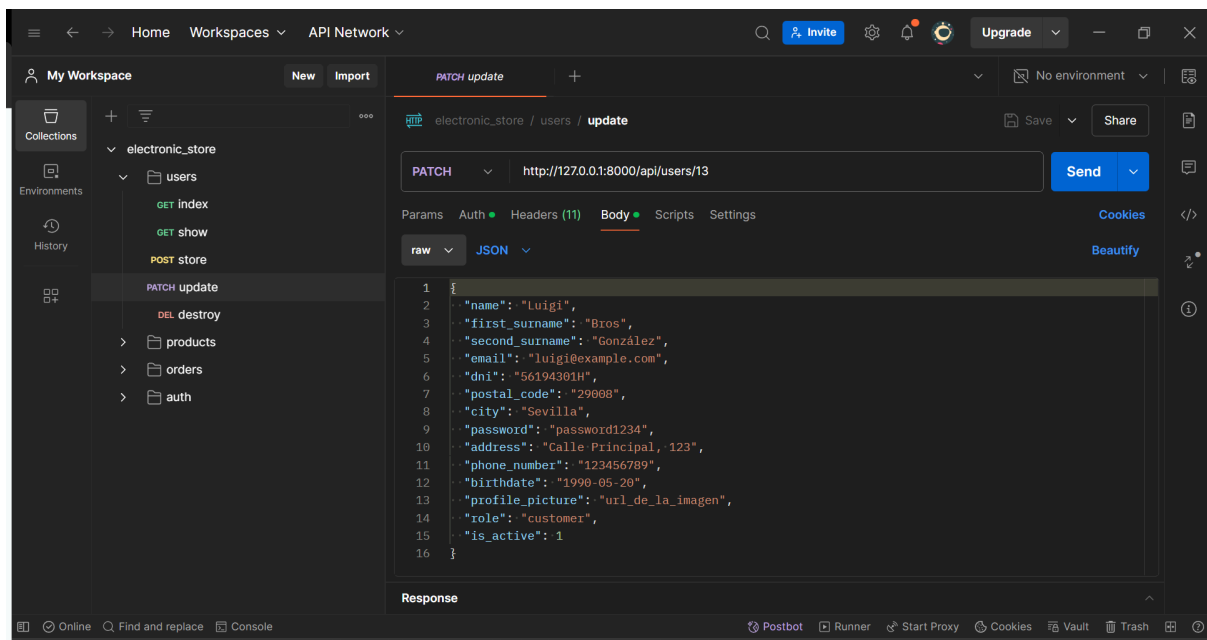 Home Workspaces API Network Invite Upgrade
My Workspace New Import PATCH update No environment
Collections
Environments
History
electronic_store
users
GET index
GET show
POST store
PATCH update
DEL destroy
products
orders
auth
HTTP electronic_store / users / update Save Share
PATCH http://127.0.0.1:8000/api/users/13 Send
Params Auth Headers (11) Body Scripts Settings Cookies
raw JSON Beautify
1 {
2 "name": "Luigi",
3 "first_surname": "Bros",
4 "second_surname": "González",
5 "email": "luigi@example.com",
6 "dni": "56194301H",
7 "postal_code": "29008",
8 "city": "Sevilla",
9 "password": "password1234",
10 "address": "Calle Principal, 123",
11 "phone_number": "123456789",
12 "birthdate": "1990-05-20",
13 "profile_picture": "url_de_la_imagen",
14 "role": "customer",
15 "is_active": 1
16 }
Response
Online Find and replace Console Postbot Runner Start Proxy Cookies Vault Trash